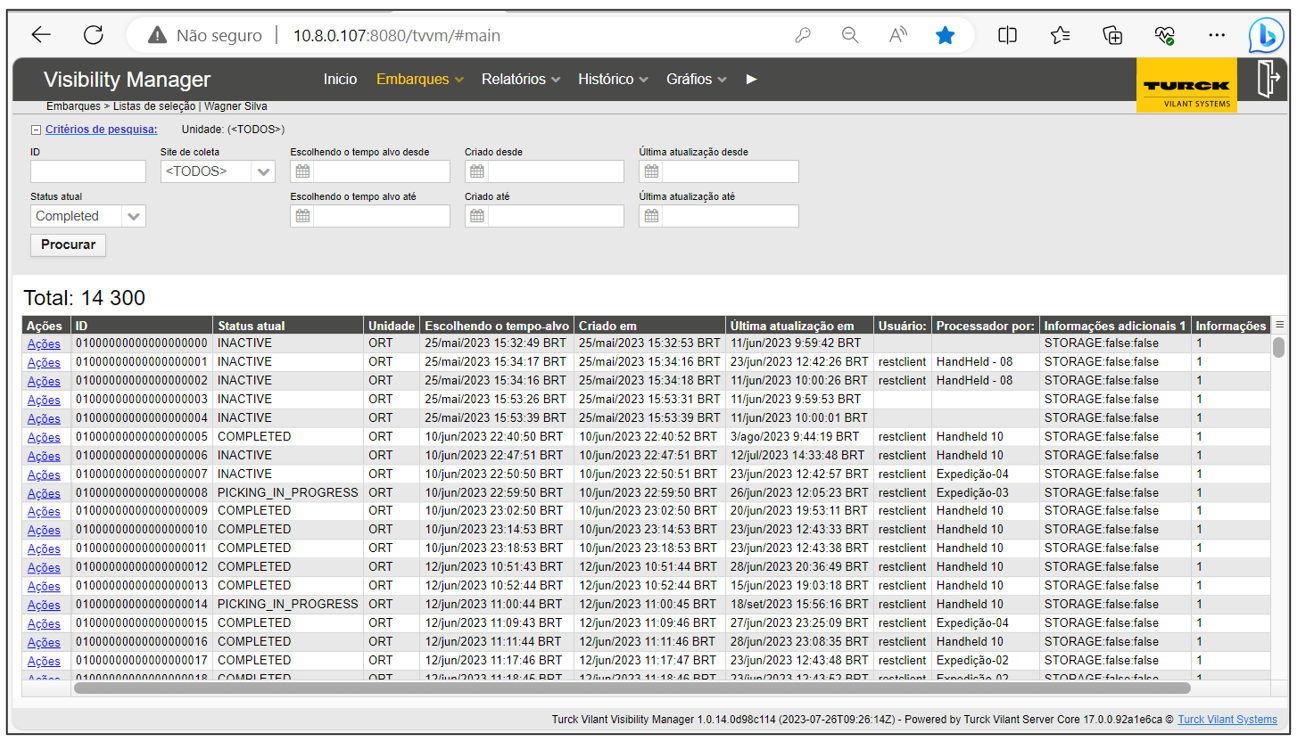 Não seguro | 10.8.0.107:8080/tvvm/#main
Visibility Manager Inicio Embarques Relatórios Histórico Gráfios TURCK
VILANT SYSTEMS
Embarques > Listas de seleção | Wagner Silva
Critérios de pesquisa: Unidade: (<TODOS>)
ID Site de coleta Escolhendo o tempo alvo desde Criado desde Última atualização desde
<TODOS>
Status atual Escolhendo o tempo alvo até Criado até Última atualização até
Completed
Procurar
Total: 14 300
Ações ID Status atual Unidade Escolhendo o tempo-alvo Criado em Última atualização em Usuário: Processador por: Informações adicionais 1 Informações
Ações 01000000000000000000 INACTIVE ORT 25/mai/2023 15:32:49 BRT 25/mai/2023 15:32:53 BRT 11/jun/2023 9:59:42 BRT STORAGE:false:false 1
Ações 01000000000000000001 INACTIVE ORT 25/mai/2023 15:34:17 BRT 25/mai/2023 15:34:16 BRT 23/jun/2023 12:42:26 BRT restclient HandHeld - 08 STORAGE:false:false 1
Ações 01000000000000000002 INACTIVE ORT 25/mai/2023 15:34:16 BRT 25/mai/2023 15:34:18 BRT 11/jun/2023 10:00:26 BRT restclient HandHeld - 08 STORAGE:false:false 1
Ações 01000000000000000003 INACTIVE ORT 25/mai/2023 15:53:26 BRT 25/mai/2023 15:53:31 BRT 11/jun/2023 9:59:53 BRT STORAGE:false:false 1
Ações 01000000000000000004 INACTIVE ORT 25/mai/2023 15:53:39 BRT 25/mai/2023 15:53:39 BRT 11/jun/2023 10:00:01 BRT STORAGE:false:false 1
Ações 01000000000000000005 COMPLETED ORT 10/jun/2023 22:40:50 BRT 10/jun/2023 22:40:52 BRT 3/ago/2023 9:44:19 BRT restclient Handheld 10 STORAGE:false:false 1
Ações 01000000000000000006 INACTIVE ORT 10/jun/2023 22:47:51 BRT 10/jun/2023 22:47:51 BRT 12/jul/2023 14:33:48 BRT restclient Handheld 10 STORAGE:false:false 1
Ações 01000000000000000007 INACTIVE ORT 10/jun/2023 22:50:50 BRT 10/jun/2023 22:50:51 BRT 23/jun/2023 12:42:57 BRT restclient Expedição-04 STORAGE:false:false 1
Ações 01000000000000000008 PICKING_IN_PROGRESS ORT 10/jun/2023 22:59:50 BRT 10/jun/2023 22:59:50 BRT 26/jun/2023 12:05:23 BRT restclient Expedição-03 STORAGE:false:false 1
Ações 01000000000000000009 COMPLETED ORT 10/jun/2023 23:02:50 BRT 10/jun/2023 23:02:50 BRT 20/jun/2023 19:53:11 BRT restclient Handheld 10 STORAGE:false:false 1
Ações 01000000000000000010 COMPLETED ORT 10/jun/2023 23:14:53 BRT 10/jun/2023 23:14:53 BRT 23/jun/2023 12:43:33 BRT restclient Handheld 10 STORAGE:false:false 1
Ações 01000000000000000011 COMPLETED ORT 10/jun/2023 23:18:53 BRT 10/jun/2023 23:18:53 BRT 23/jun/2023 12:43:38 BRT restclient Handheld 10 STORAGE:false:false 1
Ações 01000000000000000012 COMPLETED ORT 12/jun/2023 10:51:43 BRT 12/jun/2023 10:51:44 BRT 28/jun/2023 20:36:49 BRT restclient Handheld 10 STORAGE:false:false 1
Ações 01000000000000000013 COMPLETED ORT 12/jun/2023 10:52:44 BRT 12/jun/2023 10:52:44 BRT 15/jun/2023 19:03:18 BRT restclient Handheld 10 STORAGE:false:false 1
Ações 01000000000000000014 PICKING_IN_PROGRESS ORT 12/jun/2023 11:00:44 BRT 12/jun/2023 11:00:45 BRT 18/set/2023 15:56:16 BRT restclient Handheld 10 STORAGE:false:false 1
Ações 01000000000000000015 COMPLETED ORT 12/jun/2023 11:09:43 BRT 12/jun/2023 11:09:46 BRT 27/jun/2023 23:25:09 BRT restclient Expedição-04 STORAGE:false:false 1
Ações 01000000000000000016 COMPLETED ORT 12/jun/2023 11:11:44 BRT 12/jun/2023 11:11:46 BRT 28/jun/2023 23:08:35 BRT restclient Handheld 10 STORAGE:false:false 1
Ações 01000000000000000017 COMPLETED ORT 12/jun/2023 11:17:46 BRT 12/jun/2023 11:17:47 BRT 23/jun/2023 12:43:48 BRT restclient Expedição-02 STORAGE:false:false 1
Ações 01000000000000000018 COMPLETED ORT 12/jun/2023 11:18:45 BRT 12/jun/2023 11:18:46 BRT 23/jun/2023 12:43:52 BRT restclient Expedição-02 STORAGE:false:false 1
Turck Vilant Visibility Manager 1.0.14.0d98c114 (2023-07-26T09:26:14Z) - Powered by Turck Vilant Server Core 17.0.0.92a1e6ca © Turck Vilant Systems